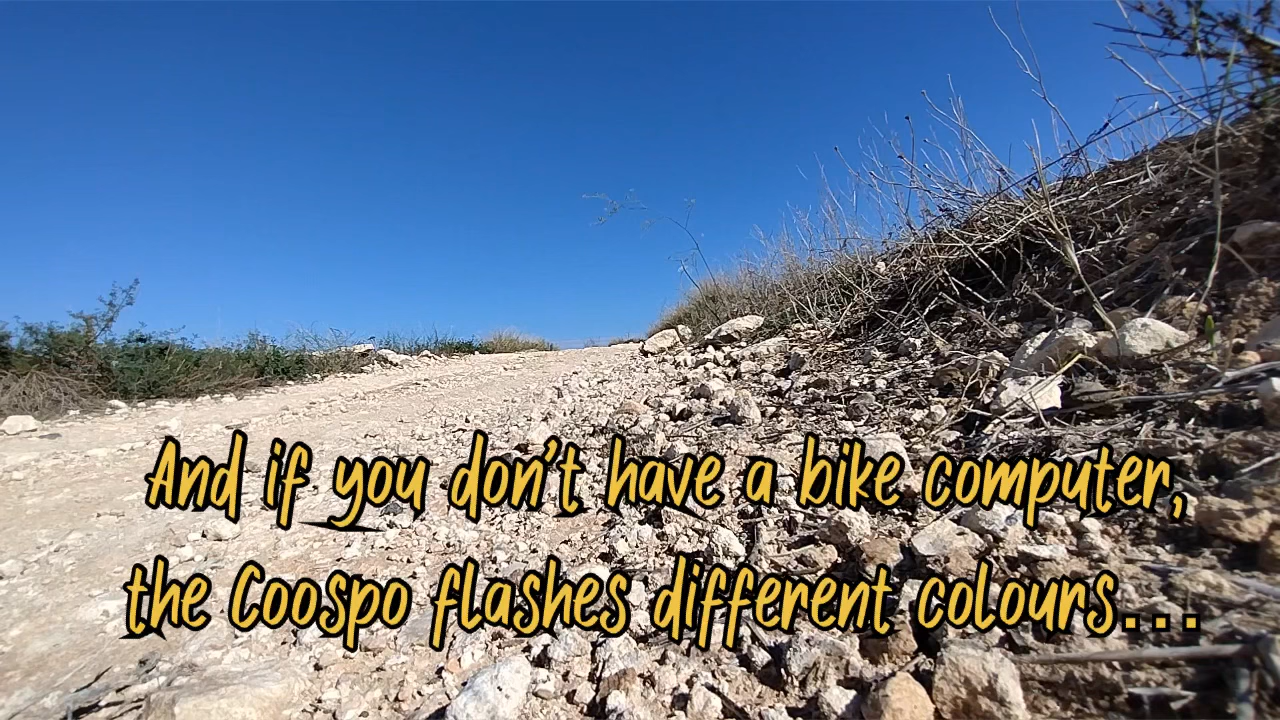 And if you don't have a bike computer,
the Coospo flashes different colours...